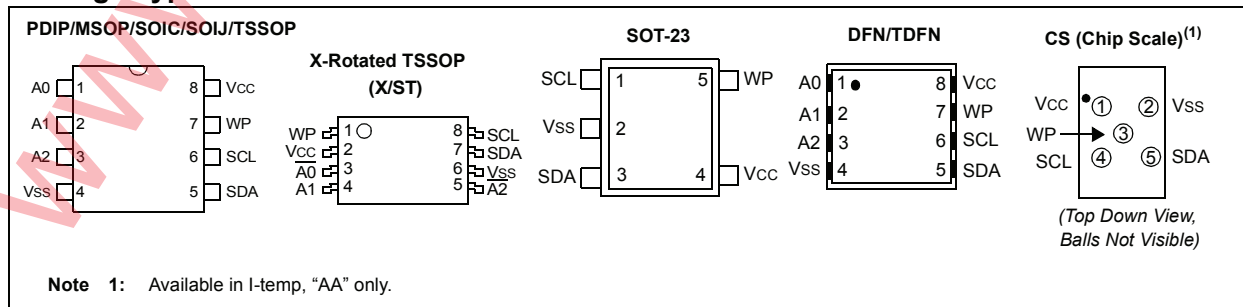 PDIP/MSOP/SOIC/SOIJ/TSSOP
A0 1 8 VCC
A1 2 7 WP
A2 3 6 SCL
VSS 4 5 SDA
X-Rotated TSSOP
(X/ST)
WP 1 8 SCL
VCC 2 7 SDA
A0 3 6 VSS
A1 4 5 A2
SOT-23
SCL 1 5 WP
VSS 2
SDA 3 4 VCC
DFN/TDFN
A0 1 8 VCC
A1 2 7 WP
A2 3 6 SCL
VSS 4 5 SDA
CS (Chip Scale)(1)
VCC 1 2 VSS
WP 3
SCL 4 5 SDA
(Top Down View,
Balls Not Visible)
Note 1: Available in I-temp, “AA” only.